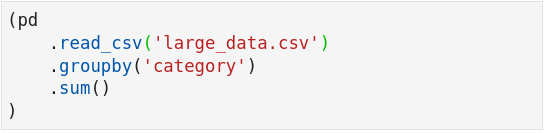 (pd
    .read_csv('large_data.csv')
    .groupby('category')
    .sum()
)